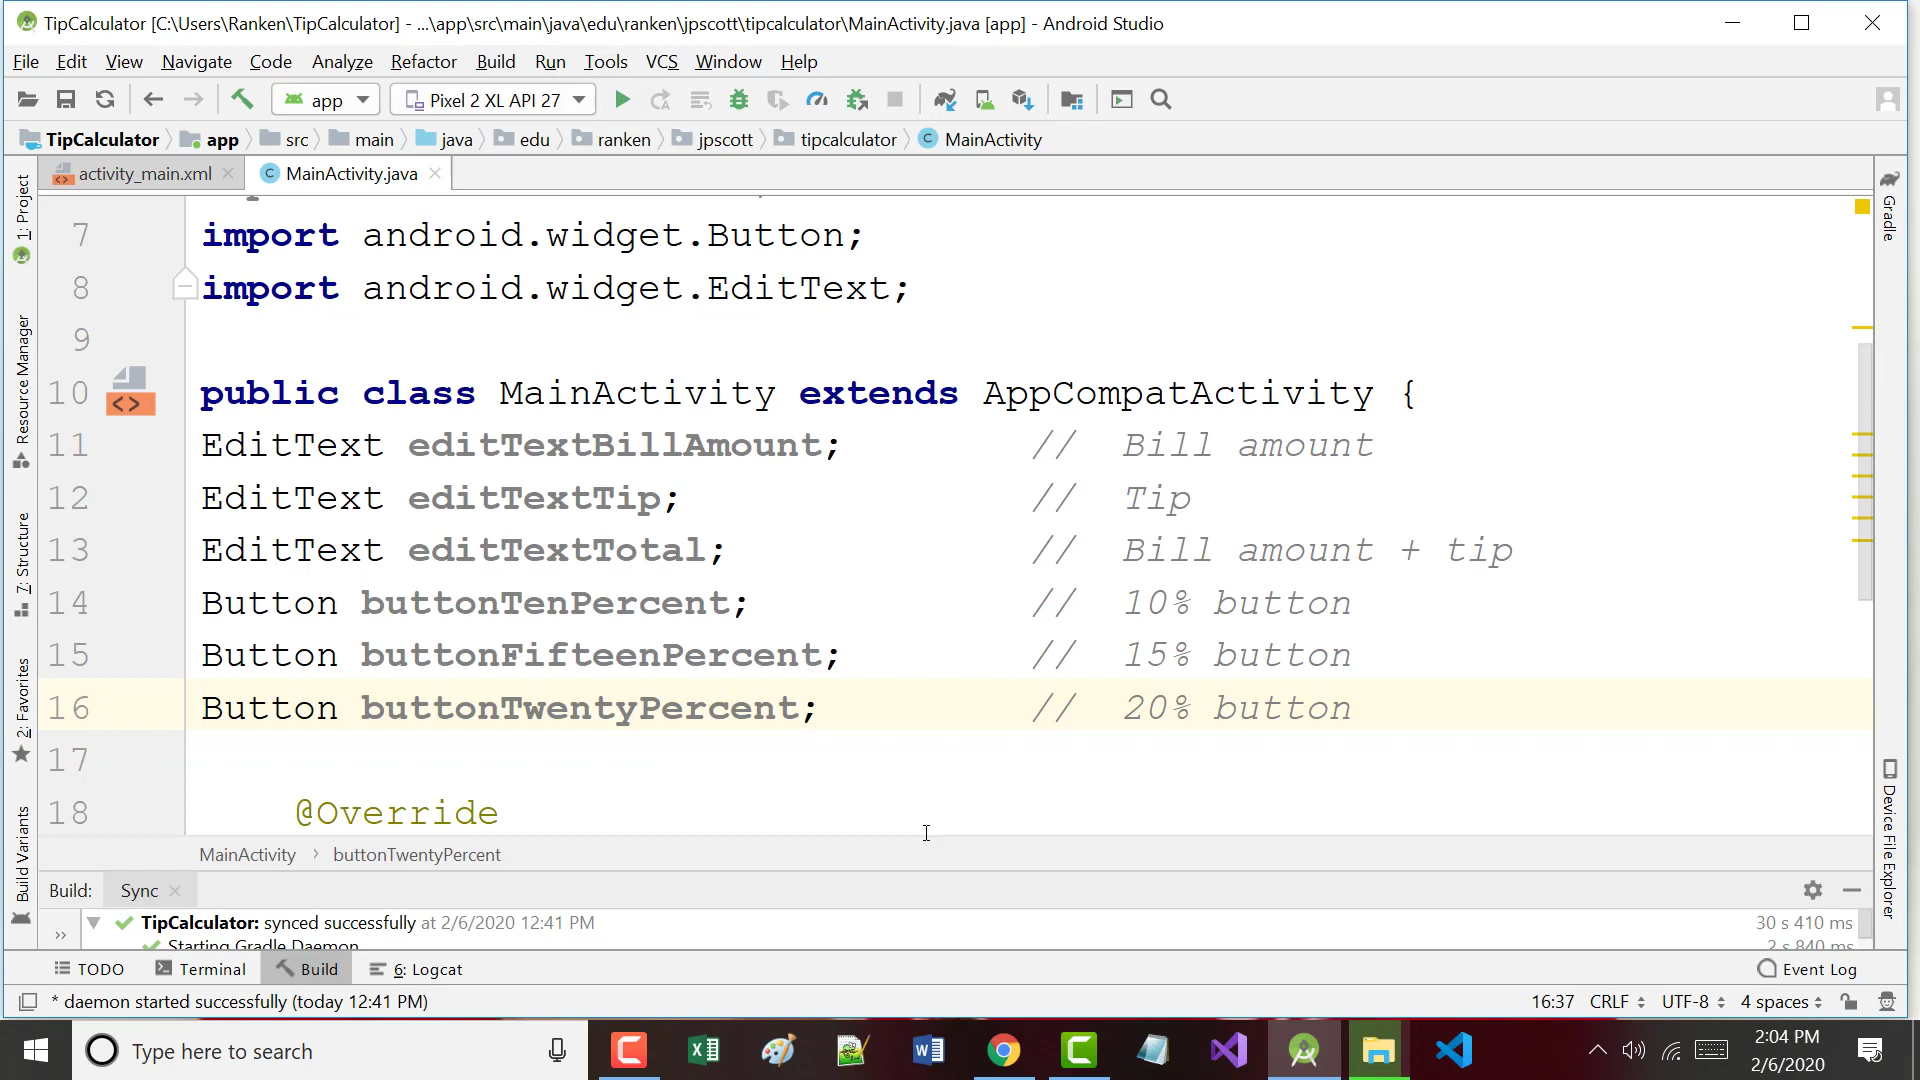 TipCalculator [C:\Users\Ranken\TipCalculator] - ...\app\src\main\java\edu\ranken\jpscott\tipcalculator\MainActivity.java [app] - Android Studio
File Edit View Navigate Code Analyze Refactor Build Run Tools VCS Window Help
app Pixel 2 XL API 27
TipCalculator app src main java edu ranken jpscott tipcalculator MainActivity
activity_main.xml MainActivity.java
7 import android.widget.Button;
8 import android.widget.EditText;
9
10 public class MainActivity extends AppCompatActivity {
11 EditText editTextBillAmount; // Bill amount
12 EditText editTextTip; // Tip
13 EditText editTextTotal; // Bill amount + tip
14 Button buttonTenPercent; // 10% button
15 Button buttonFifteenPercent; // 15% button
16 Button buttonTwentyPercent; // 20% button
17
18 @Override
MainActivity › buttonTwentyPercent
1: Project
Resource Manager
7: Structure
2: Favorites
Build Variants
Gradle
Device File Explorer
Build: Sync
TipCalculator: synced successfully at 2/6/2020 12:41 PM 30 s 410 ms
Starting Gradle Daemon 2 s 840 ms
TODO Terminal Build 6: Logcat Event Log
* daemon started successfully (today 12:41 PM) 16:37 CRLF UTF-8 4 spaces
Type here to search
2:04 PM
2/6/2020